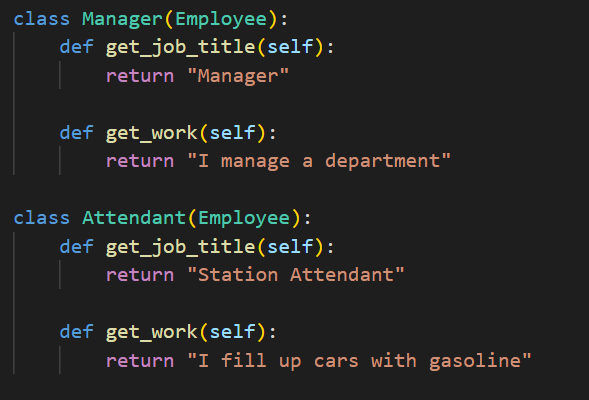 class Manager(Employee):
    def get_job_title(self):
        return "Manager"

    def get_work(self):
        return "I manage a department"

class Attendant(Employee):
    def get_job_title(self):
        return "Station Attendant"

    def get_work(self):
        return "I fill up cars with gasoline"